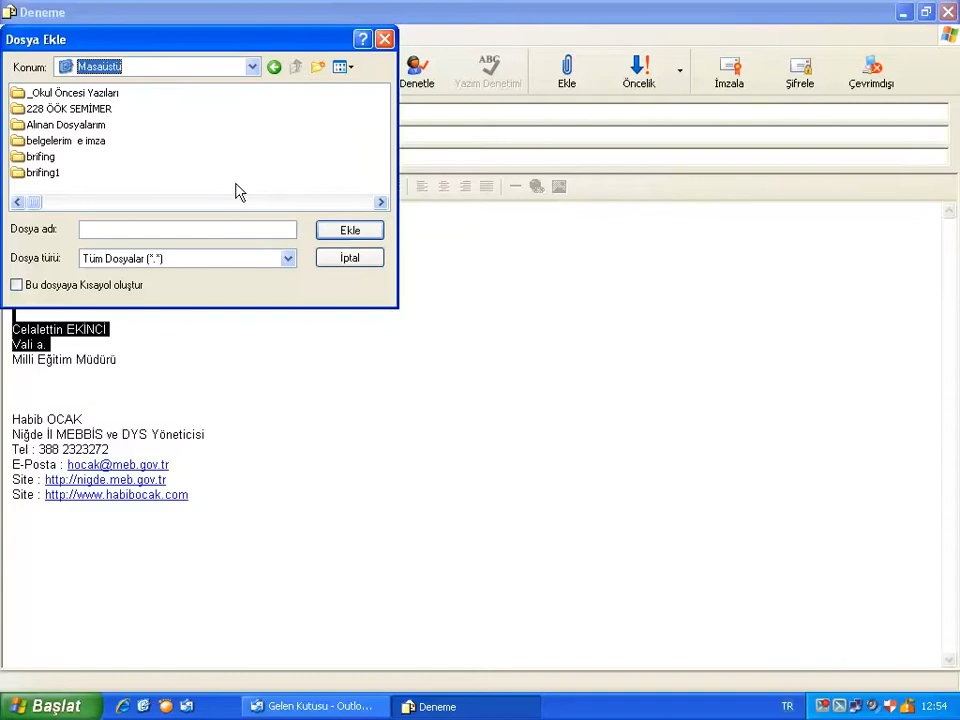 Deneme
Dosya Ekle
Konum:
Masaüstü
_Okul Öncesi Yazıları
228 ÖÖK SEMİMER
Alınan Dosyalarım
belgelerim e imza
brifing
brifing1
Dosya adı:
Ekle
Dosya türü:
Tüm Dosyalar (*.*)
İptal
Bu dosyaya Kısayol oluştur
Denetle
Yazım Denetimi
Ekle
Öncelik
İmzala
Şifrele
Çevrimdışı
Celalettin EKİNCİ
Vali a.
Milli Eğitim Müdürü
Habib OCAK
Niğde İl MEBBİS ve DYS Yöneticisi
Tel : 388 2323272
E-Posta : hocak@meb.gov.tr
Site : http://nigde.meb.gov.tr
Site : http://www.habibocak.com
Başlat
Gelen Kutusu - Outlo...
Deneme
TR
12:54